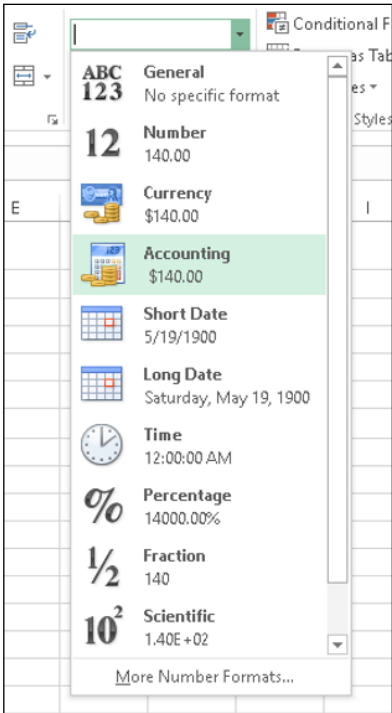 Conditional F
as Tab
es
Styles
ABC
123
General
No specific format
12
Number
140.00
Currency
$140.00
123
Accounting
$140.00
Short Date
5/19/1900
Long Date
Saturday, May 19, 1900
Time
12:00:00 AM
%
Percentage
14000.00%
1/2
Fraction
140
10²
Scientific
1.40E+02
More Number Formats...
E
I